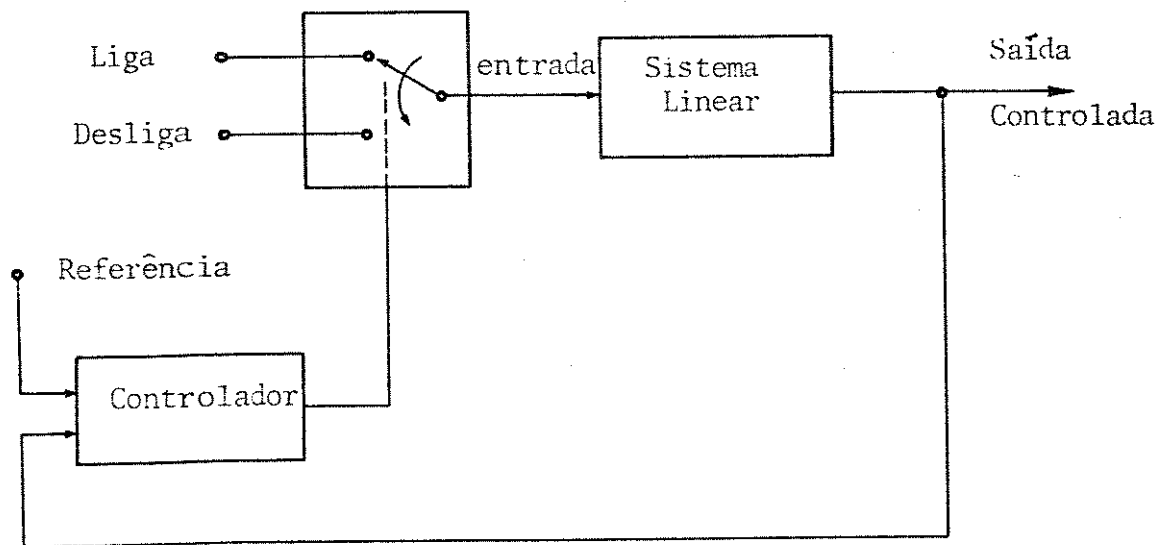 Liga
Desliga
entrada
Sistema
Linear
Saída
Controlada
Referência
Controlador